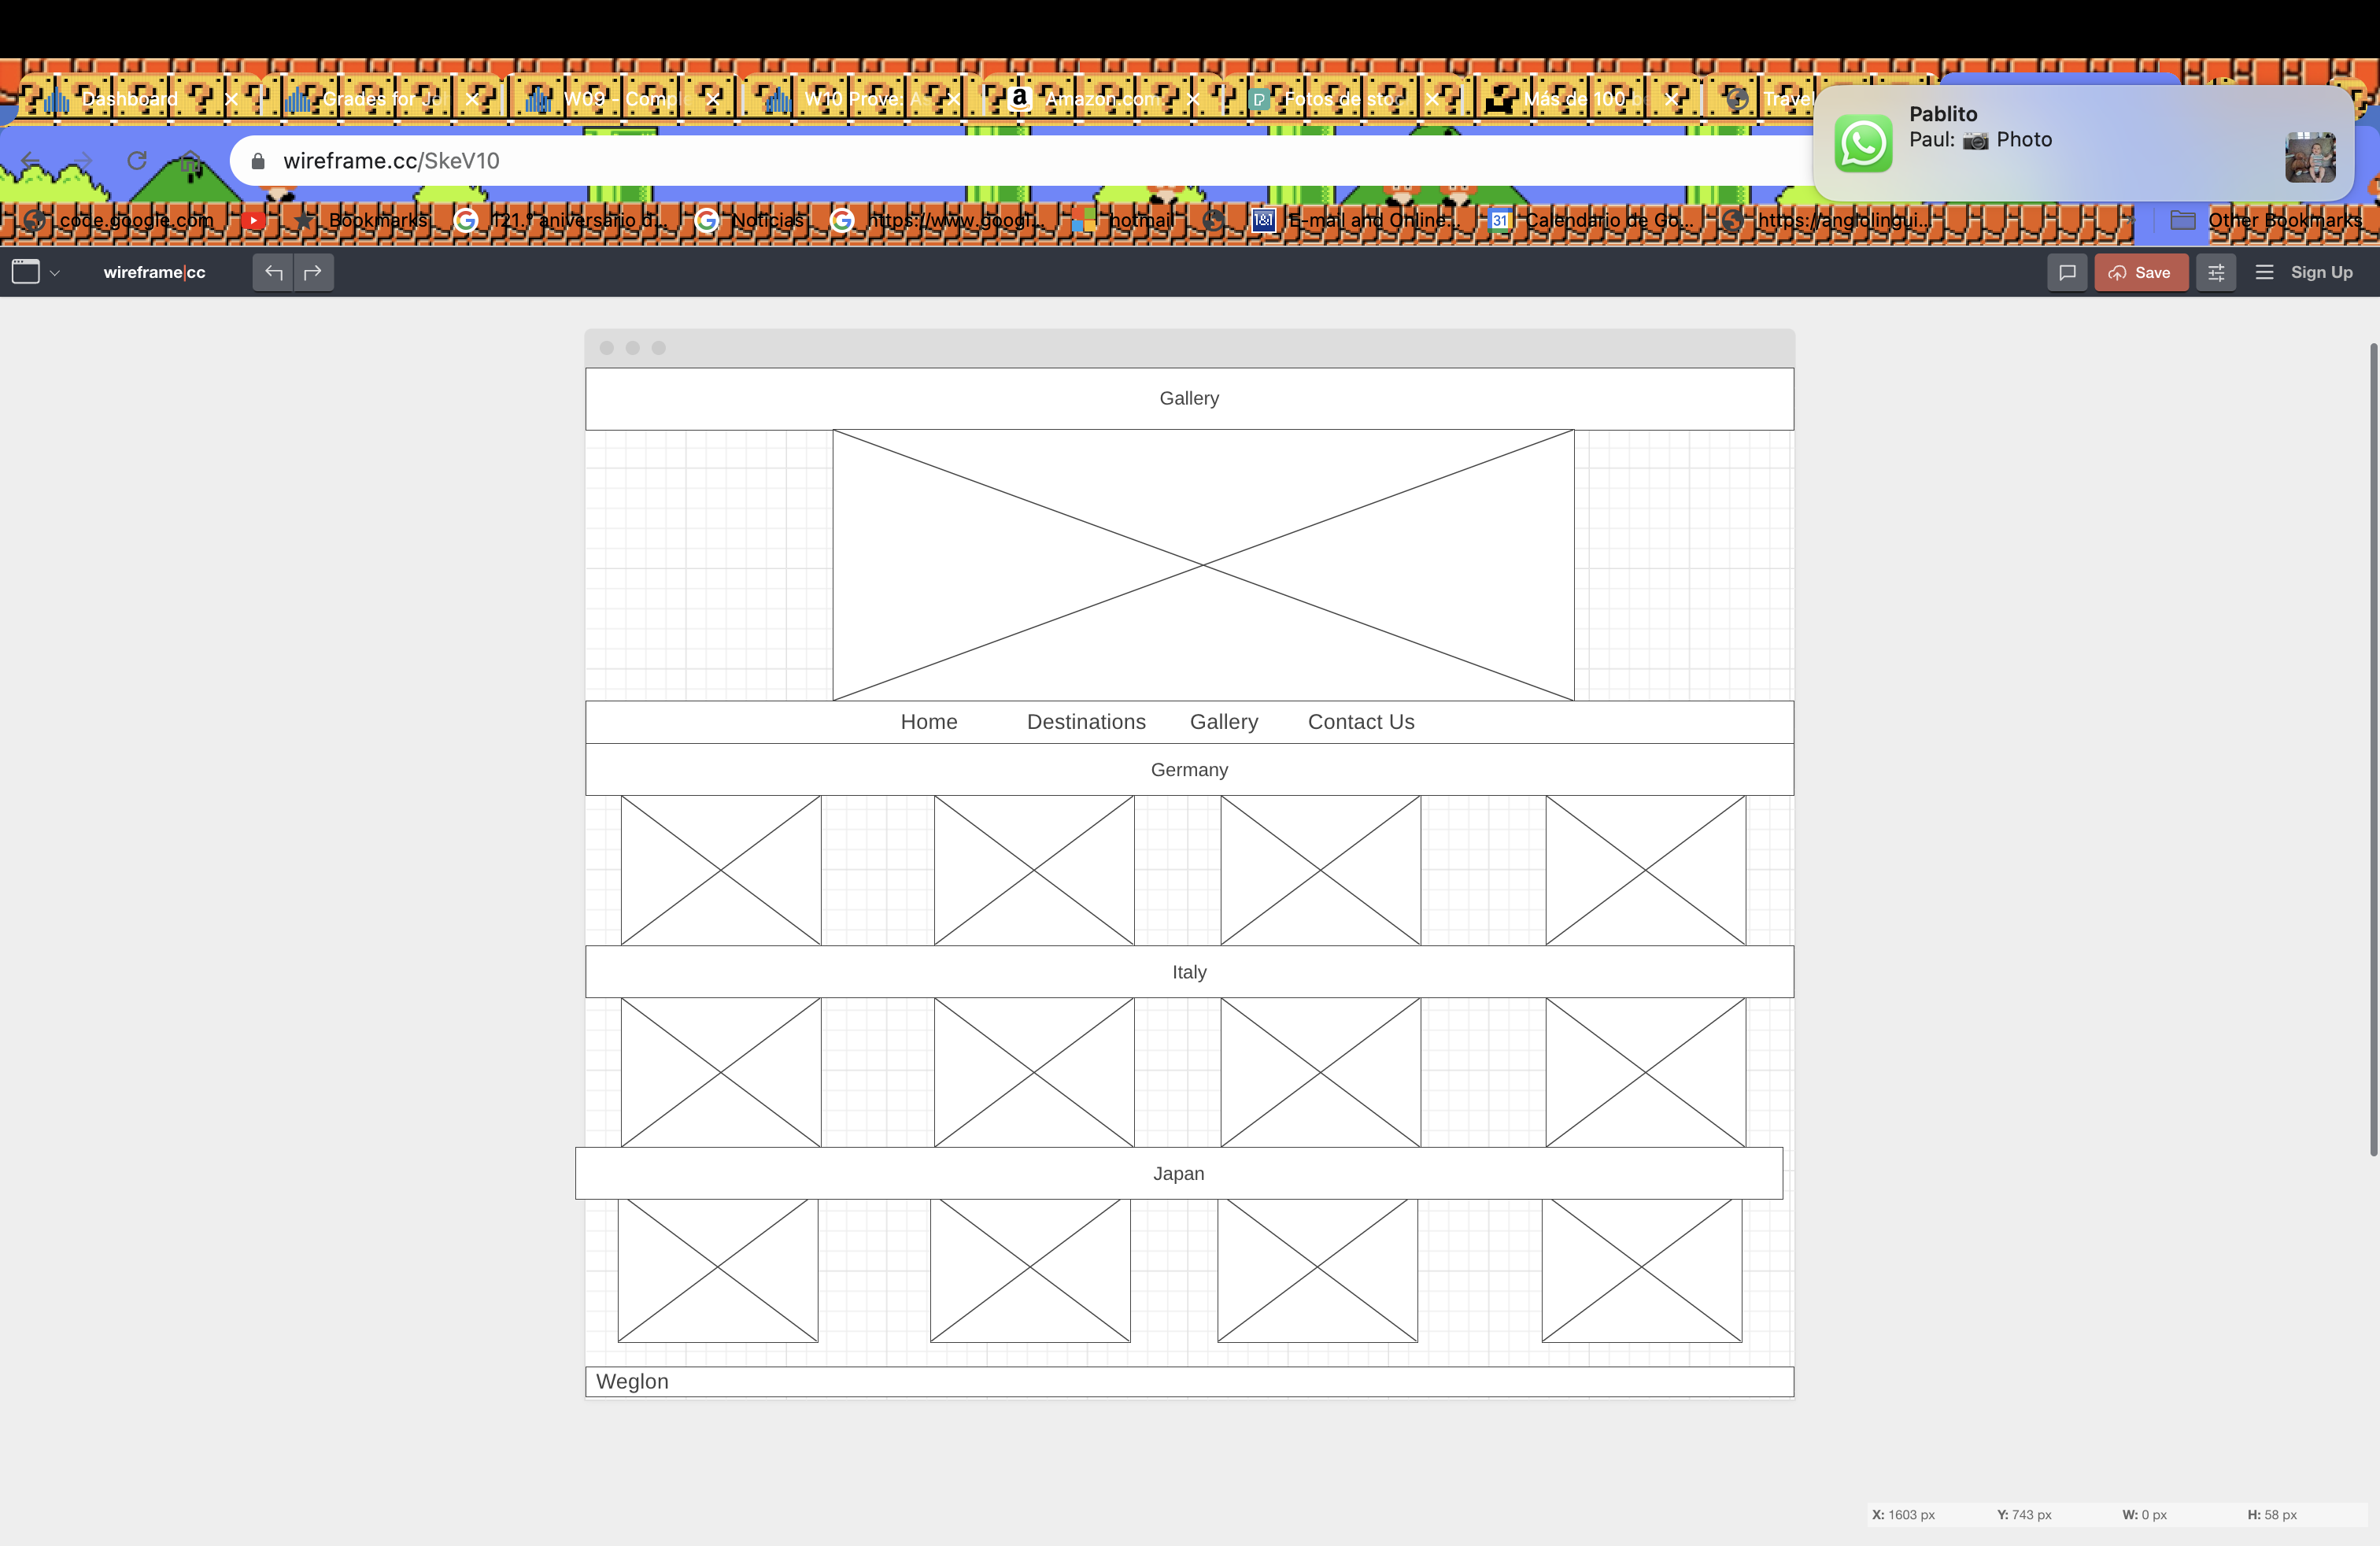 Dashboard
Grades for Jo
W09 - Compl
W10 Prove: A
Amazon.com
Fotos de sto
Más de 100 be
Travel
Pablito
Paul: 📷 Photo
wireframe.cc/SkeV10
code.google.com
Bookmarks
121.º aniversario d...
Noticias
https://www.googl...
hotmail
E-mail and Online...
Calendario de Go...
https://anglolingui...
Other Bookmarks
wireframe|cc
Save
Sign Up
Gallery
Home Destinations Gallery Contact Us
Germany
Italy
Japan
Weglon
X: 1603 px Y: 743 px W: 0 px H: 58 px